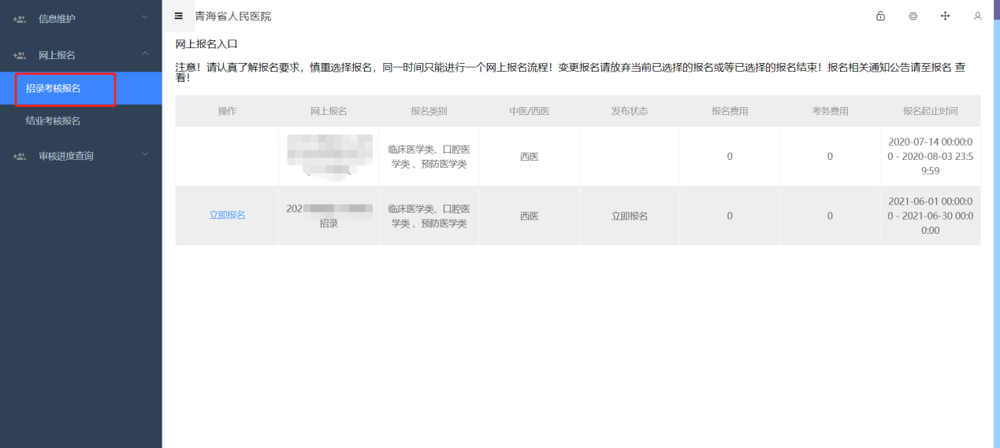 信息维护
网上报名
招录考核报名
结业考核报名
审核进度查询
青海省人民医院
网上报名入口
注意！请认真了解报名要求，慎重选择报名，同一时间只能进行一个网上报名流程！变更报名请放弃当前已选择的报名或等已选择的报名结束！报名相关通知公告请至报名 查
看！
操作 网上报名 报名类别 中医/西医 发布状态 报名费用 考务费用 报名起止时间
临床医学类、口腔医
学类 、预防医学类
西医
0
0
2020-07-14 00:00:0
0 - 2020-08-03 23:5
9:59
立即报名
202
招录
临床医学类、口腔医
学类 、预防医学类
西医
立即报名
0
0
2021-06-01 00:00:0
0 - 2021-06-30 00:0
0:00